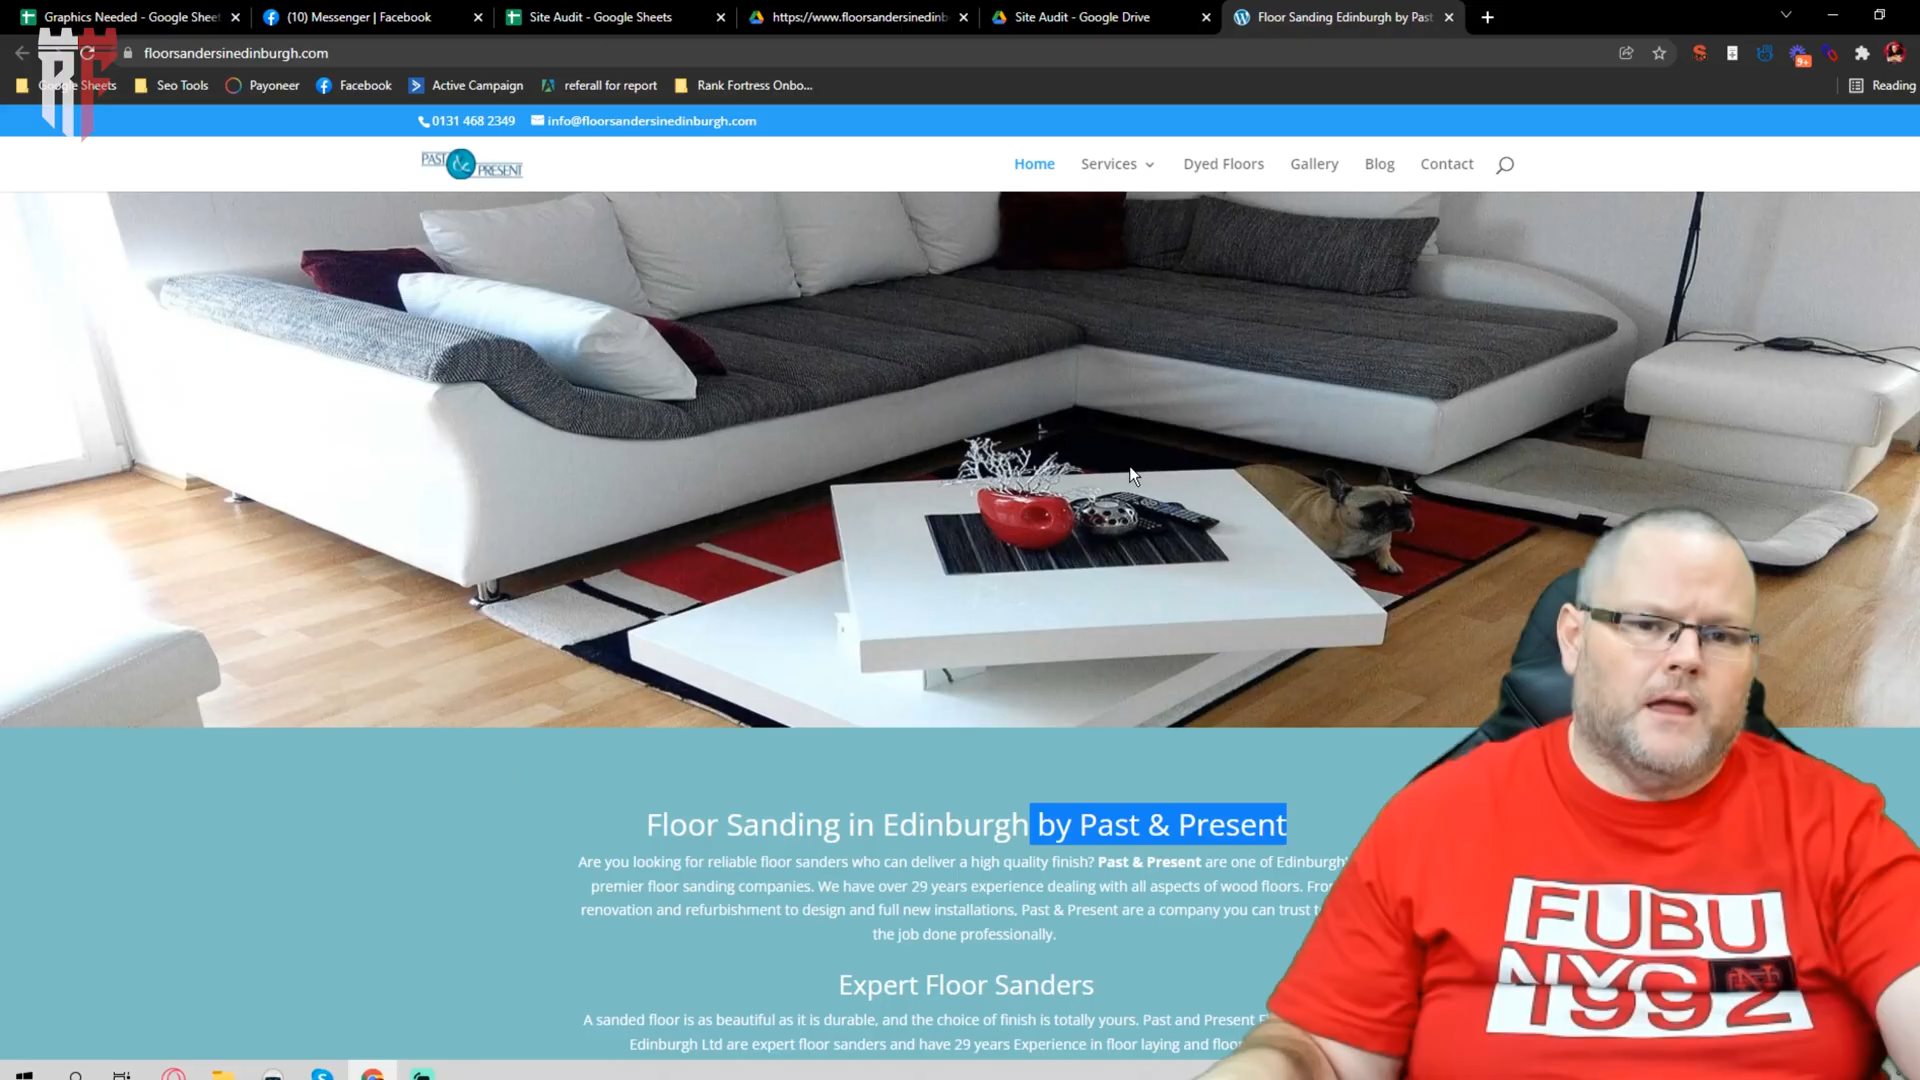 Graphics Needed - Google Sheet
(10) Messenger | Facebook
Site Audit - Google Sheets
https://www.floorsandersinedinb
Site Audit - Google Drive
Floor Sanding Edinburgh by Past
floorsandersinedinburgh.com
Google Sheets
Seo Tools
Payoneer
Facebook
Active Campaign
referall for report
Rank Fortress Onbo...
Reading
9+
RF
0131 468 2349
info@floorsandersinedinburgh.com
PAST & PRESENT
Home
Services
Dyed Floors
Gallery
Blog
Contact
Floor Sanding in Edinburgh by Past & Present
Are you looking for reliable floor sanders who can deliver a high quality finish? Past & Present are one of Edinburgh'
premier floor sanding companies. We have over 29 years experience dealing with all aspects of wood floors. Fro
renovation and refurbishment to design and full new installations, Past & Present are a company you can trust t
the job done professionally.
Expert Floor Sanders
A sanded floor is as beautiful as it is durable, and the choice of finish is totally yours. Past and Present F
Edinburgh Ltd are expert floor sanders and have 29 years Experience in floor laying and floor
FUBU
NYC
1992